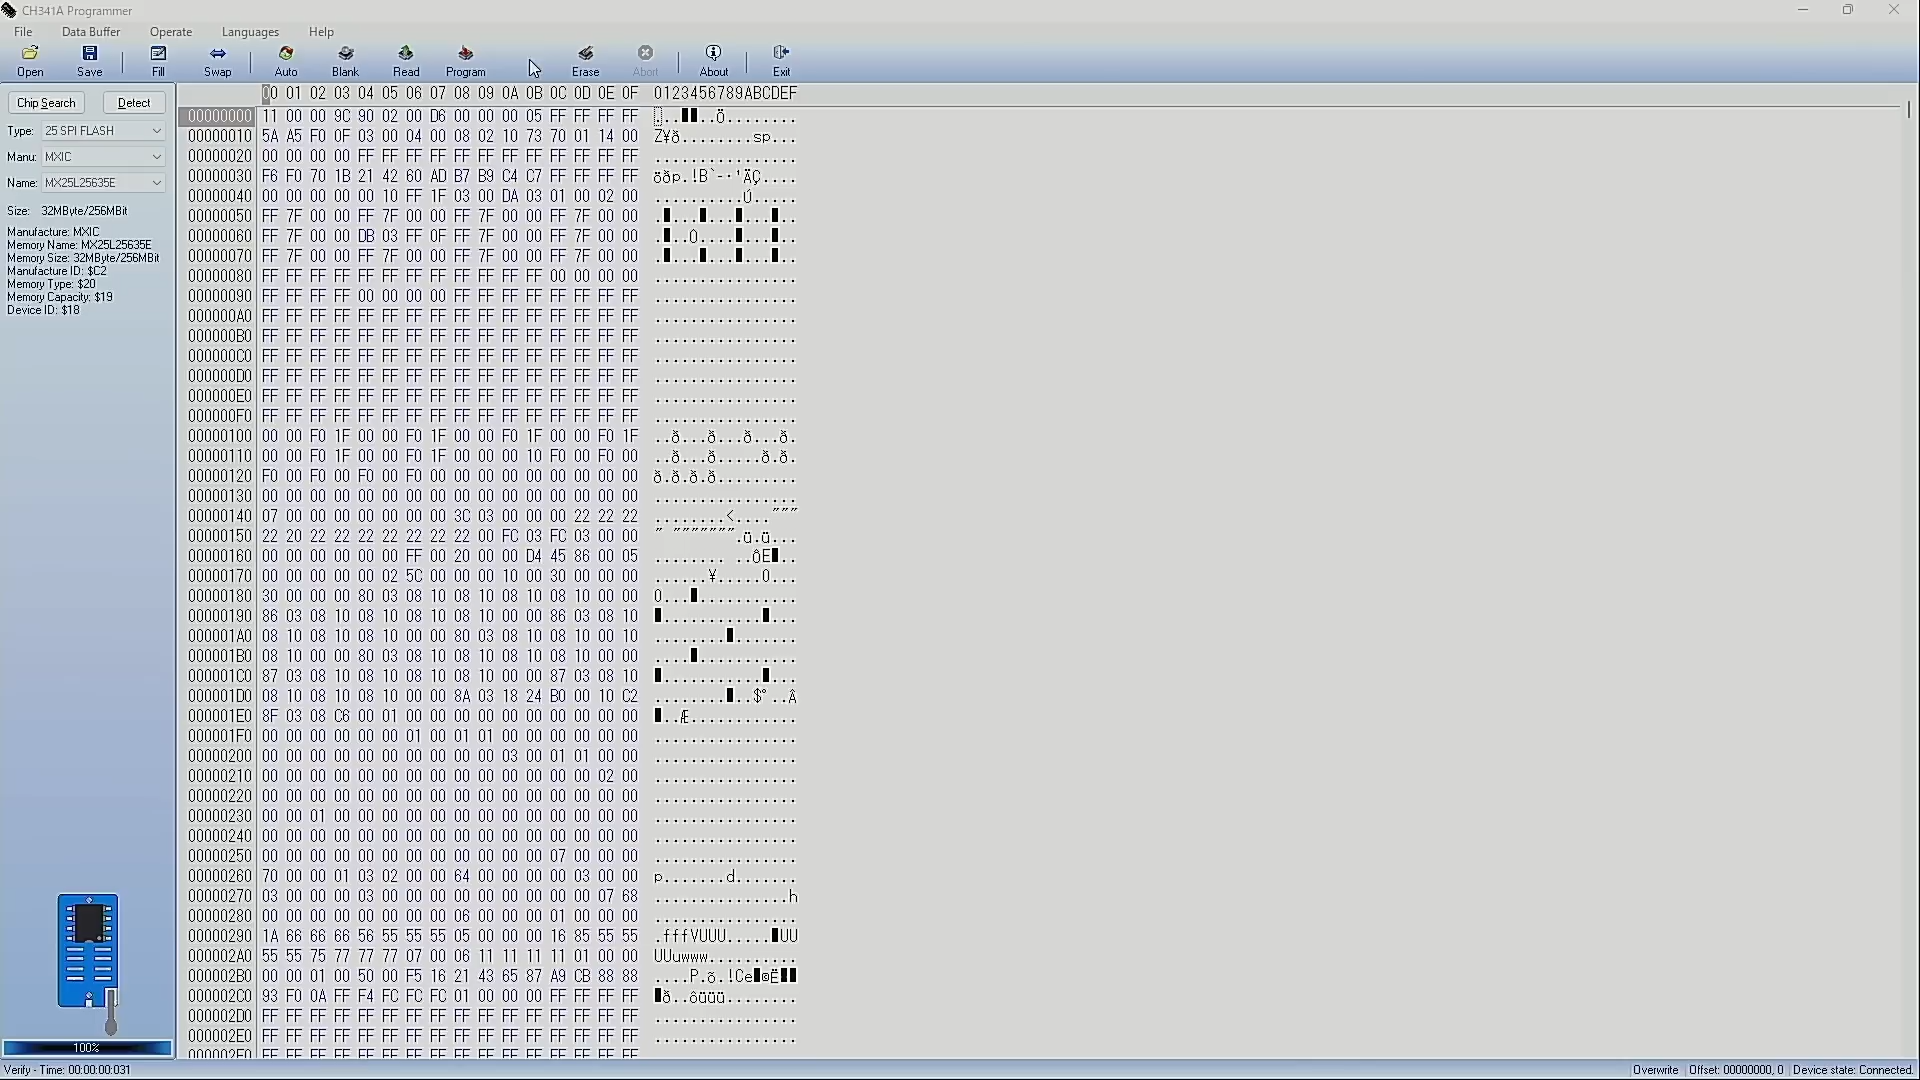 CH341A Programmer
File Data Buffer Operate Languages Help
Open Save Fill Swap Auto Blank Read Program Erase Abort About Exit
Chip Search Detect
Type: 25 SPI FLASH
Manu: MXIC
Name: MX25L25635E
Size: 32MByte/256MBit
Manufacture: MXIC
Memory Name: MX25L25635E
Memory Size: 32MByte/256MBit
Manufacture ID: $C2
Memory Type: $20
Memory Capacity: $19
Device ID: $18
100%
00 01 02 03 04 05 06 07 08 09 0A 0B 0C 0D 0E 0F 0123456789ABCDEF
00000000 11 00 00 9C 90 02 00 D6 00 00 00 05 FF FF FF FF
00000010 5A A5 F0 0F 03 00 04 00 08 02 10 73 70 01 14 00 Z¥ð.........sp...
00000020 00 00 00 00 FF FF FF FF FF FF FF FF FF FF FF FF ................
00000030 F6 F0 70 1B 21 42 60 AD B7 B9 C4 C7 FF FF FF FF öðp.!B`-·¹ÄÇ....
00000040 00 00 00 00 00 10 FF 1F 03 00 DA 03 01 00 02 00 ..........Ú.....
00000050 FF 7F 00 00 FF 7F 00 00 FF 7F 00 00 FF 7F 00 00
00000060 FF 7F 00 00 DB 03 FF 0F FF 7F 00 00 FF 7F 00 00
00000070 FF 7F 00 00 FF 7F 00 00 FF 7F 00 00 FF 7F 00 00
00000080 FF FF FF FF FF FF FF FF FF FF FF FF 00 00 00 00 ................
00000090 FF FF FF FF 00 00 00 00 FF FF FF FF FF FF FF FF ................
000000A0 FF FF FF FF FF FF FF FF FF FF FF FF FF FF FF FF ................
000000B0 FF FF FF FF FF FF FF FF FF FF FF FF FF FF FF FF ................
000000C0 FF FF FF FF FF FF FF FF FF FF FF FF FF FF FF FF ................
000000D0 FF FF FF FF FF FF FF FF FF FF FF FF FF FF FF FF ................
000000E0 FF FF FF FF FF FF FF FF FF FF FF FF FF FF FF FF ................
000000F0 FF FF FF FF FF FF FF FF FF FF FF FF FF FF FF FF ................
00000100 00 00 F0 1F 00 00 F0 1F 00 00 F0 1F 00 00 F0 1F ..ð...ð...ð...ð.
00000110 00 00 F0 1F 00 00 F0 1F 00 00 00 10 F0 00 F0 00 ..ð...ð.....ð.ð.
00000120 F0 00 F0 00 F0 00 F0 00 00 00 00 00 00 00 00 00 ð.ð.ð.ð.........
00000130 00 00 00 00 00 00 00 00 00 00 00 00 00 00 00 00 ................
00000140 07 00 00 00 00 00 00 00 3C 03 00 00 00 22 22 22 ........<...."""
00000150 22 20 22 22 22 22 22 22 22 00 FC 03 FC 03 00 00 " """"""".ü.ü...
00000160 00 00 00 00 00 00 FF 00 20 00 00 D4 45 86 00 05
00000170 00 00 00 00 00 02 5C 00 00 00 10 00 30 00 00 00 ......¥.....0...
00000180 30 00 00 00 80 03 08 10 08 10 08 10 08 10 00 00
00000190 86 03 08 10 08 10 08 10 08 10 00 00 86 03 08 10
000001A0 08 10 08 10 08 10 00 00 80 03 08 10 08 10 00 10
000001B0 08 10 00 00 80 03 08 10 08 10 08 10 08 10 00 00
000001C0 87 03 08 10 08 10 08 10 08 10 00 00 87 03 08 10
000001D0 08 10 08 10 08 10 00 00 8A 03 18 24 B0 00 10 C2
000001E0 8F 03 08 C6 00 01 00 00 00 00 00 00 00 00 00 00
000001F0 00 00 00 00 00 00 01 00 01 01 00 00 00 00 00 00 ................
00000200 00 00 00 00 00 00 00 00 00 00 03 00 01 01 00 00 ................
00000210 00 00 00 00 00 00 00 00 00 00 00 00 00 00 02 00 ................
00000220 00 00 00 00 00 00 00 00 00 00 00 00 00 00 00 00 ................
00000230 00 00 01 00 00 00 00 00 00 00 00 00 00 00 00 00 ................
00000240 00 00 00 00 00 00 00 00 00 00 00 00 00 00 00 00 ................
00000250 00 00 00 00 00 00 00 00 00 00 00 00 07 00 00 00 ................
00000260 70 00 00 01 03 02 00 00 64 00 00 00 00 03 00 00 p.......d.......
00000270 03 00 00 00 03 00 00 00 00 00 00 00 00 00 07 68 ...............h
00000280 00 00 00 00 00 00 00 00 06 00 00 00 01 00 00 00 ................
00000290 1A 66 66 66 56 55 55 55 05 00 00 00 16 85 55 55
000002A0 55 55 75 77 77 77 07 00 06 11 11 11 11 01 00 00 UUuwww..........
000002B0 00 00 01 00 50 00 F5 16 21 43 65 87 A9 CB 88 88
000002C0 93 F0 0A FF F4 FC FC FC 01 00 00 00 FF FF FF FF
000002D0 FF FF FF FF FF FF FF FF FF FF FF FF FF FF FF FF ................
000002E0 FF FF FF FF FF FF FF FF FF FF FF FF FF FF FF FF ................
000002F0 FF FF FF FF FF FF FF FF FF FF FF FF FF FF FF FF
Verify - Time: 00:00:00:031
Overwrite Offset: 00000000, 0 Device state: Connected.